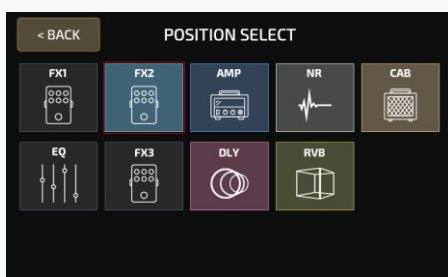 < BACK
POSITION SELECT
FX1
FX2
AMP
NR
CAB
EQ
FX3
DLY
RVB